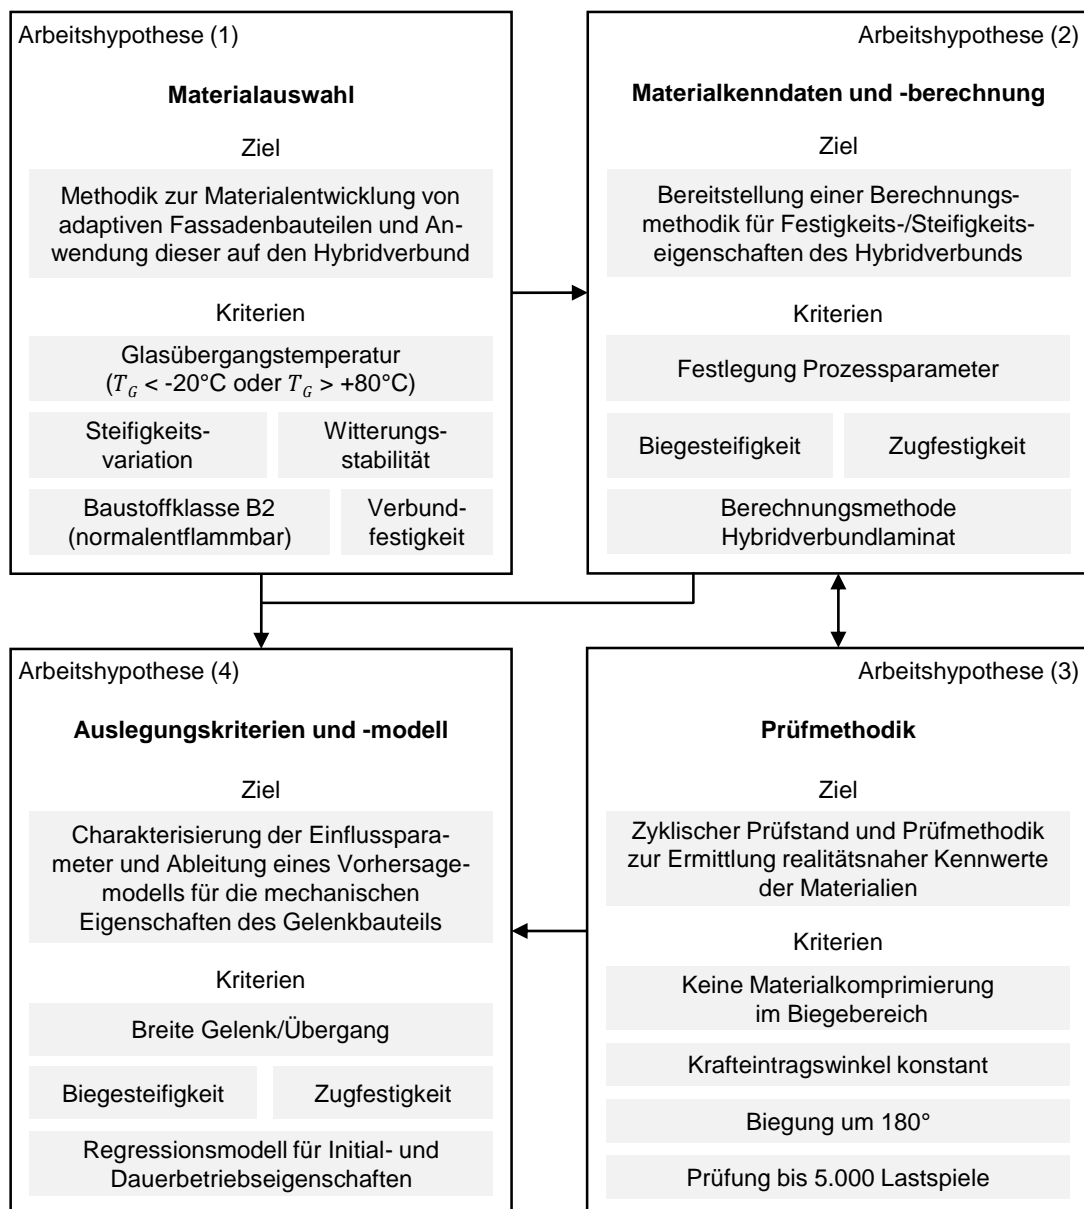 Arbeitshypothese (1)
Materialauswahl
Ziel
Methodik zur Materialentwicklung von
adaptiven Fassadenbauteilen und An-
wendung dieser auf den Hybridverbund
Kriterien
Glasübergangstemperatur
(T_G < -20°C oder T_G > +80°C)
Steifigkeits-
variation
Witterungs-
stabilität
Baustoffklasse B2
(normalentflammbar)
Verbund-
festigkeit
Arbeitshypothese (2)
Materialkenndaten und -berechnung
Ziel
Bereitstellung einer Berechnungs-
methodik für Festigkeits-/Steifigkeits-
eigenschaften des Hybridverbunds
Kriterien
Festlegung Prozessparameter
Biegesteifigkeit
Zugfestigkeit
Berechnungsmethode
Hybridverbundlaminat
Arbeitshypothese (4)
Auslegungskriterien und -modell
Ziel
Charakterisierung der Einflusspara-
meter und Ableitung eines Vorhersage-
modells für die mechanischen
Eigenschaften des Gelenkbauteils
Kriterien
Breite Gelenk/Übergang
Biegesteifigkeit
Zugfestigkeit
Regressionsmodell für Initial- und
Dauerbetriebseigenschaften
Arbeitshypothese (3)
Prüfmethodik
Ziel
Zyklischer Prüfstand und Prüfmethodik
zur Ermittlung realitätsnaher Kennwerte
der Materialien
Kriterien
Keine Materialkomprimierung
im Biegebereich
Krafteintragswinkel konstant
Biegung um 180°
Prüfung bis 5.000 Lastspiele